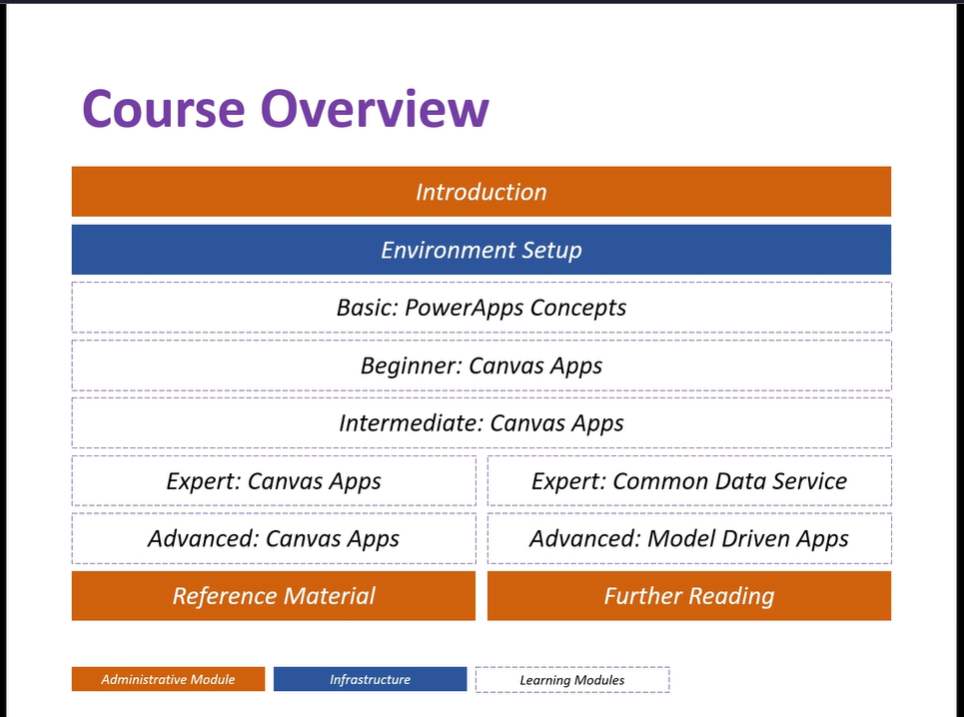 Course Overview
Introduction
Environment Setup
Basic: PowerApps Concepts
Beginner: Canvas Apps
Intermediate: Canvas Apps
Expert: Canvas Apps
Expert: Common Data Service
Advanced: Canvas Apps
Advanced: Model Driven Apps
Reference Material
Further Reading
Administrative Module
Infrastructure
Learning Modules